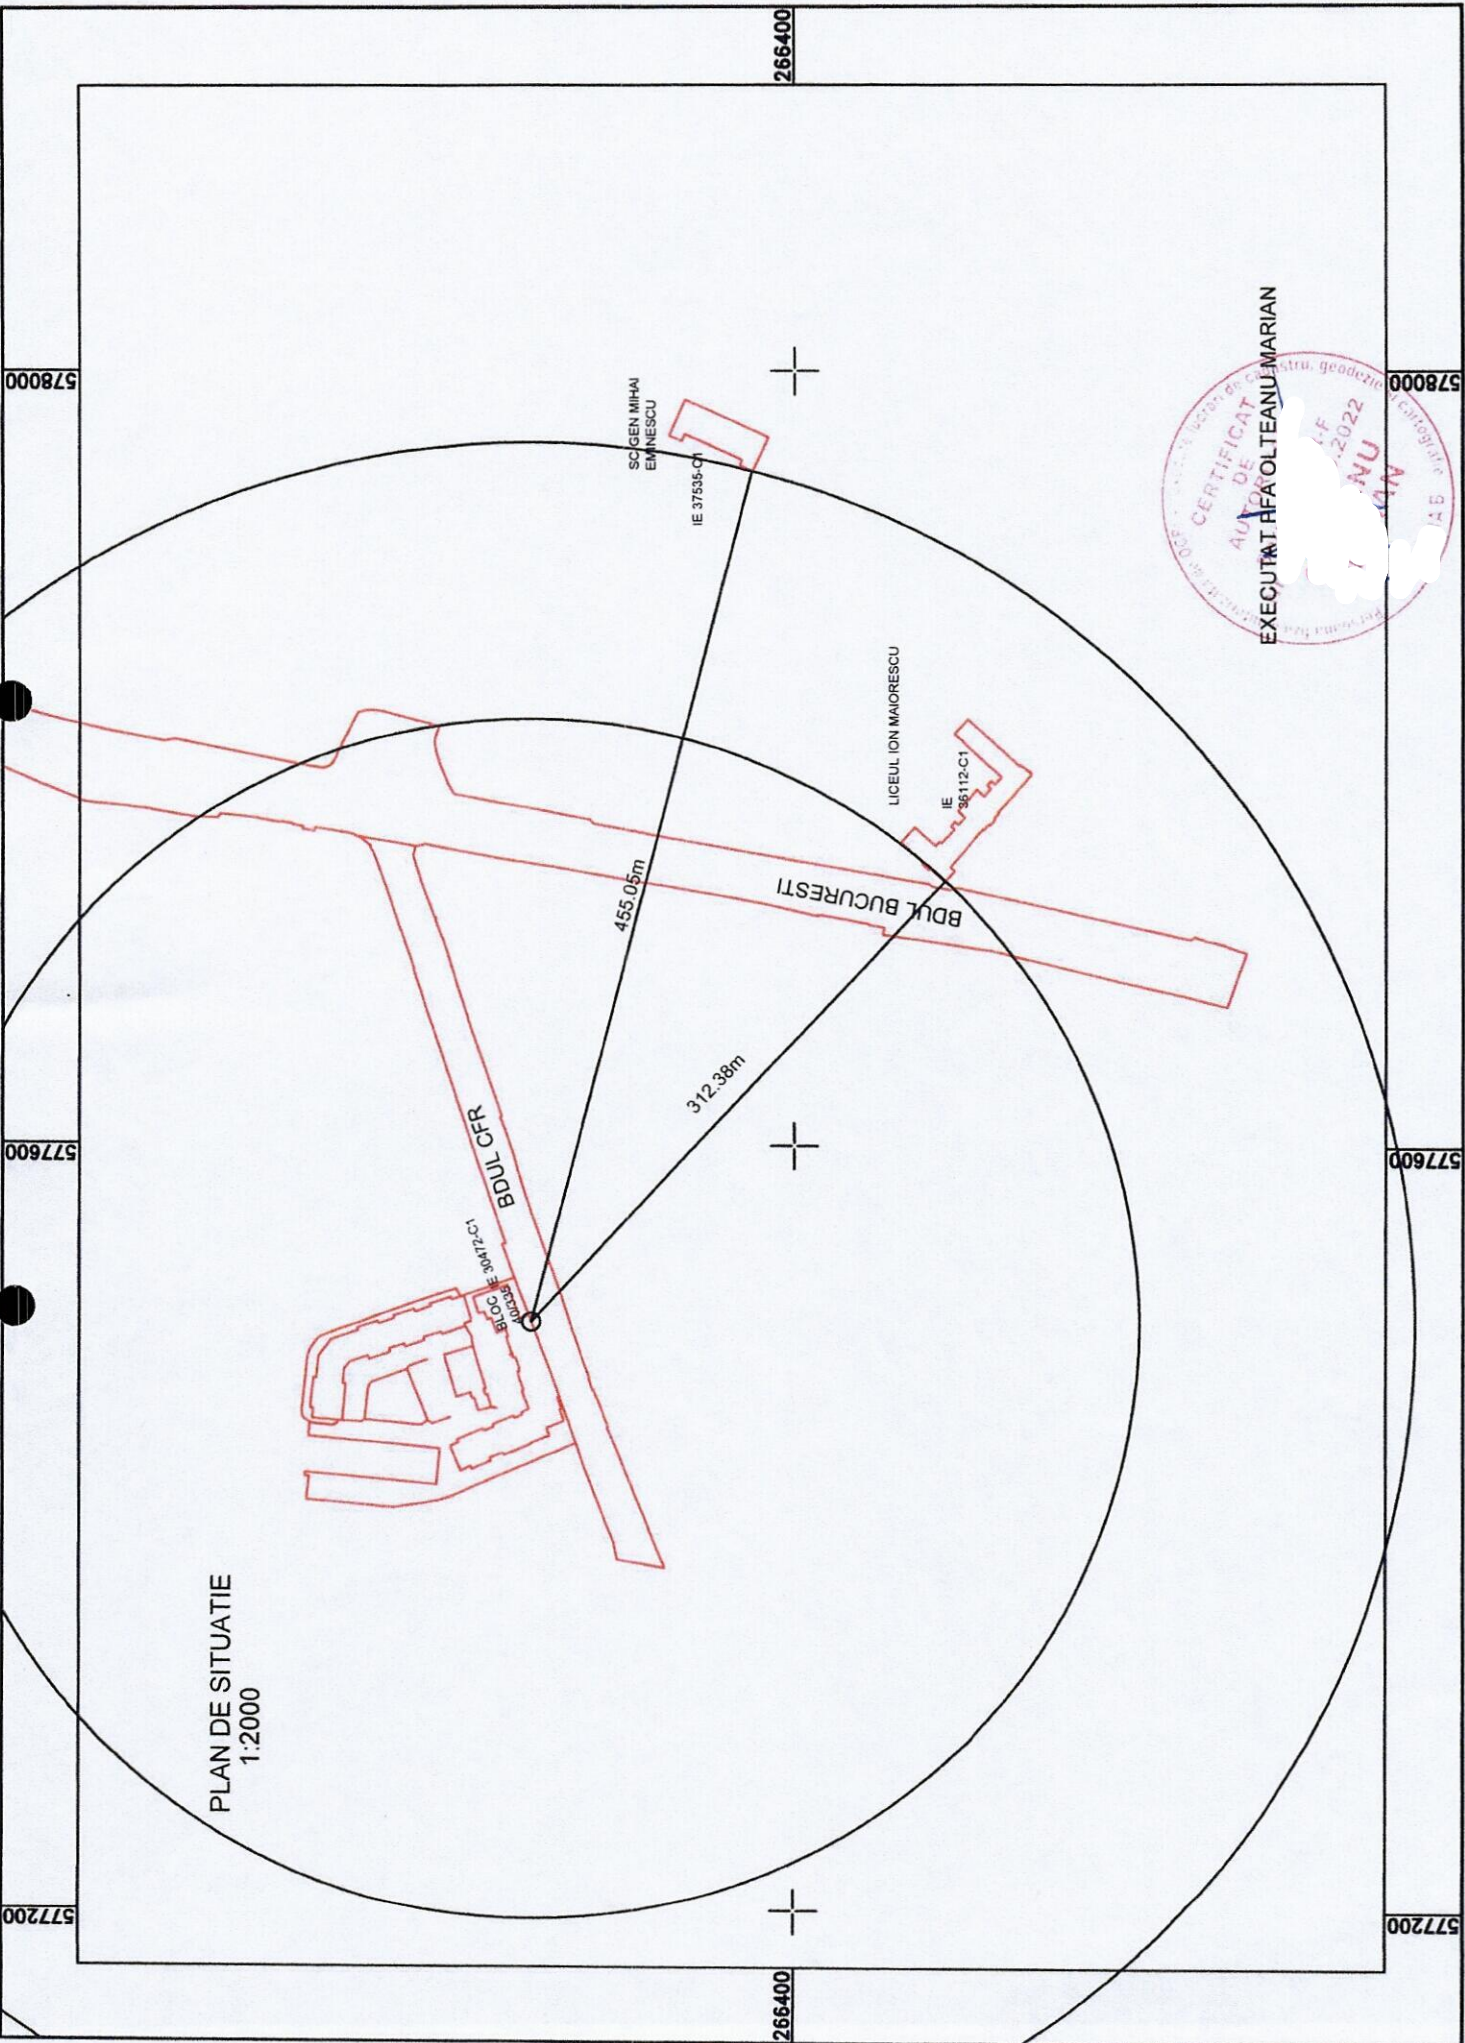 PLAN DE SITUATIE
1:2000
266400
266400
578000
578000
577600
577600
577200
577200
SC.GEN MIHAI
EMINESCU
IE 37535-C1
LICEUL ION MAIORESCU
IE
36112-C1
BDUL BUCURESTI
BDUL CFR
455.05m
312.38m
BLOC IE 30472-C1
EXECUTAT PFA OLTEANU MARIAN
CERTIFICAT
DE
geodezie
cartografie
2022